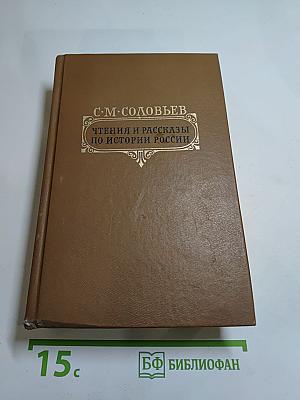 С·М·СОЛОВЬЕВ
ЧТЕНИЯ И РАССКАЗЫ
ПО ИСТОРИИ РОССИИ
15с
БФ БИБЛИОФАН